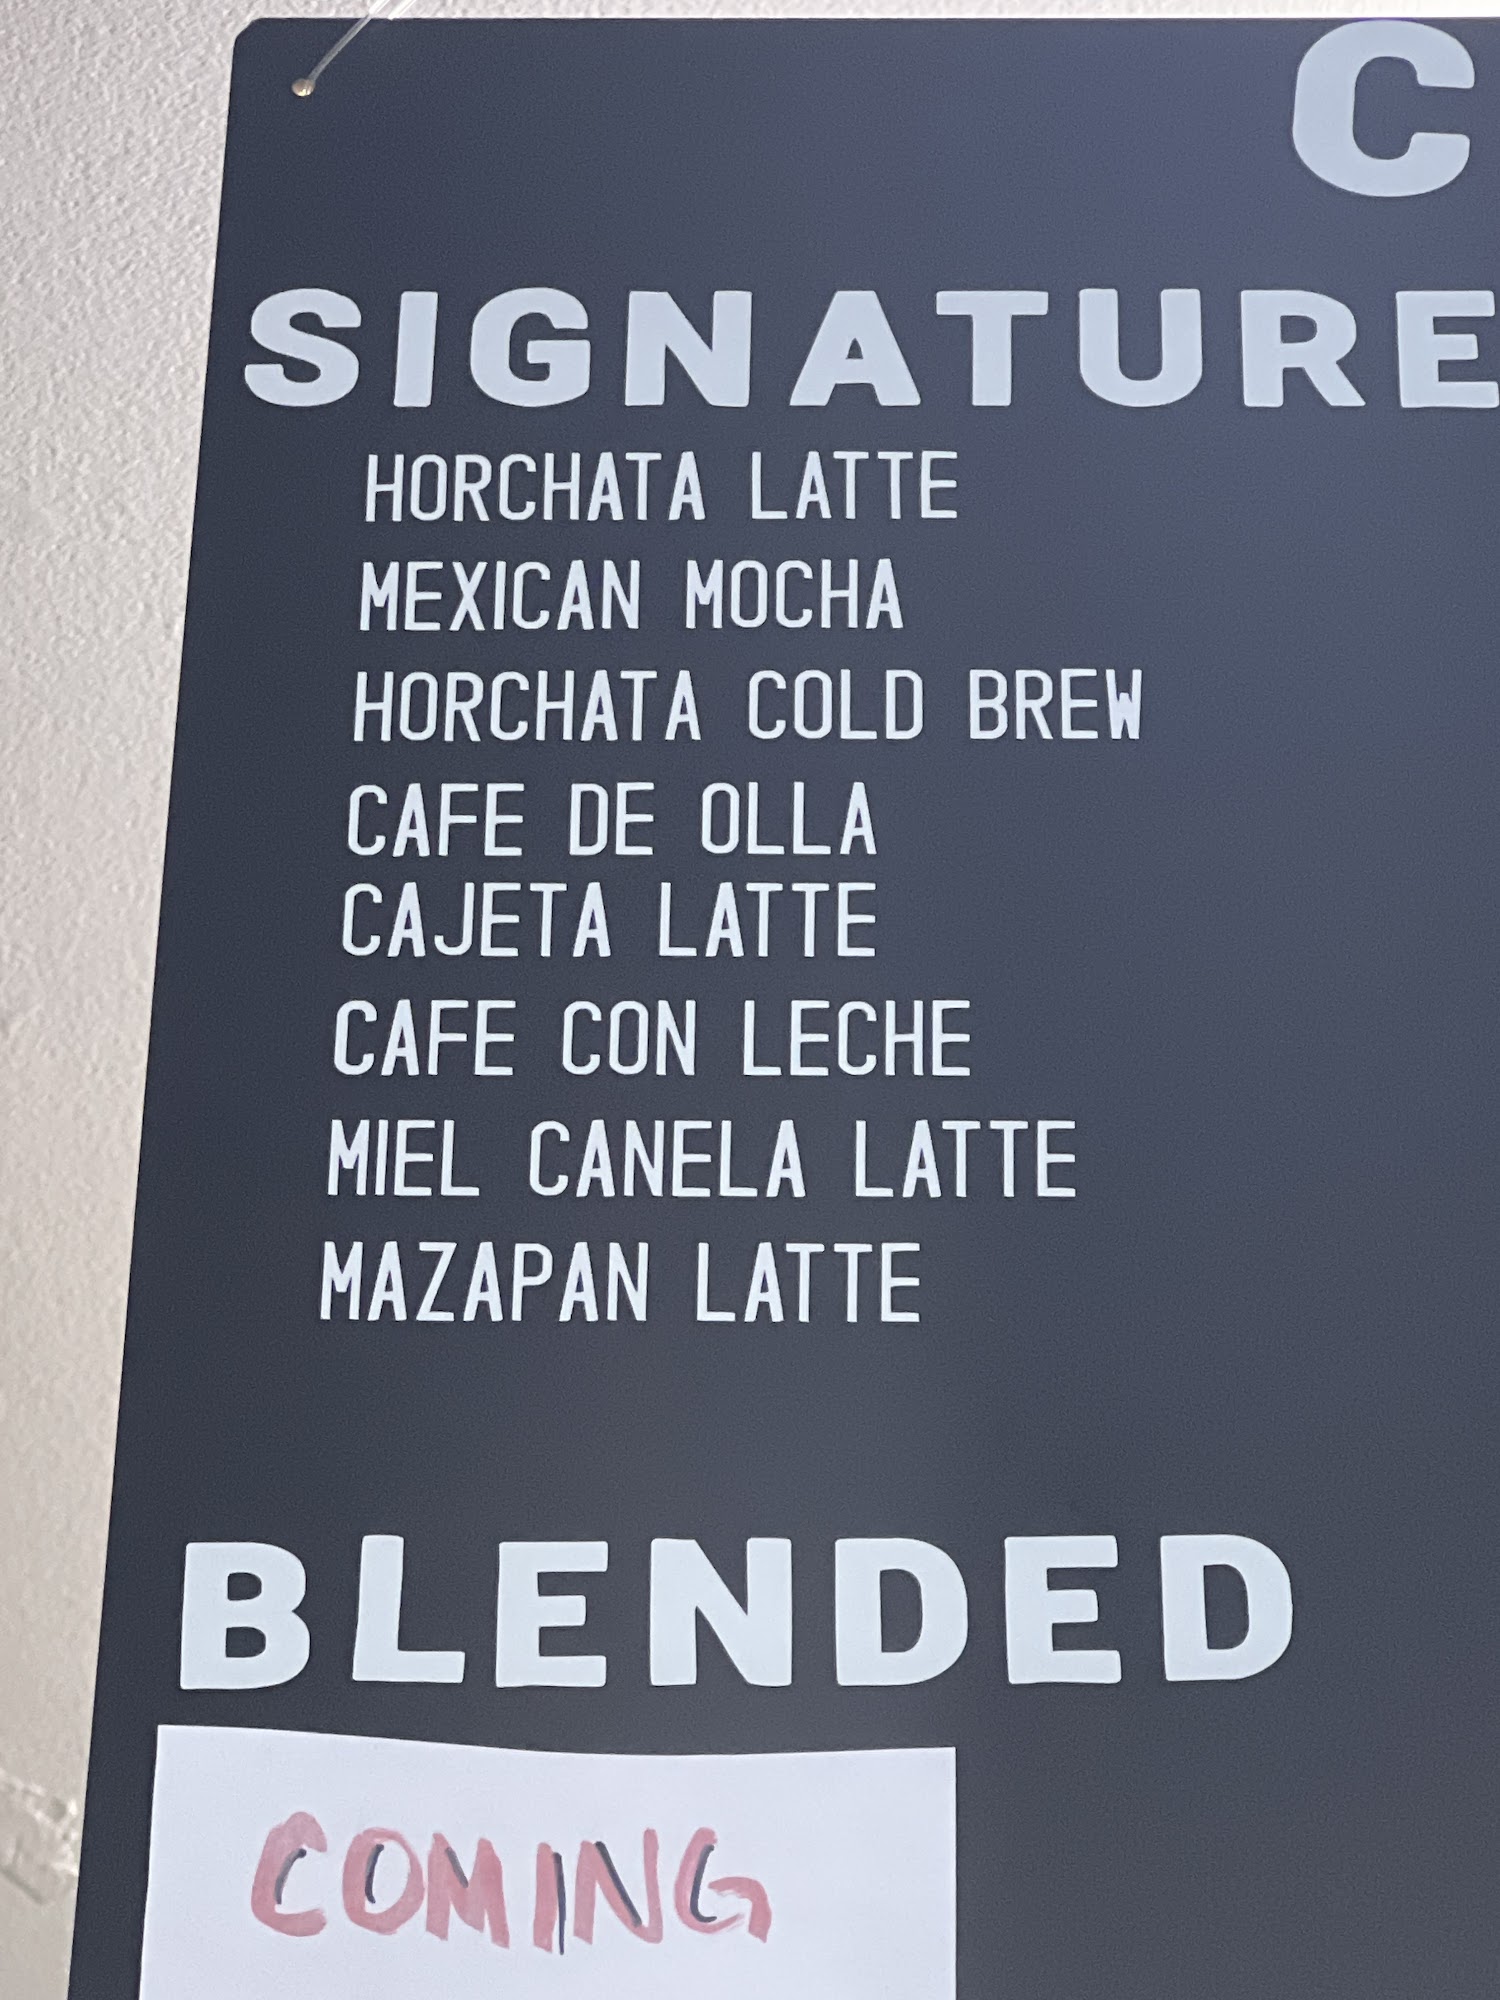 C
SIGNATURE
HORCHATA LATTE
MEXICAN MOCHA
HORCHATA COLD BREW
CAFE DE OLLA
CAJETA LATTE
CAFE CON LECHE
MIEL CANELA LATTE
MAZAPAN LATTE
BLENDED
COMING